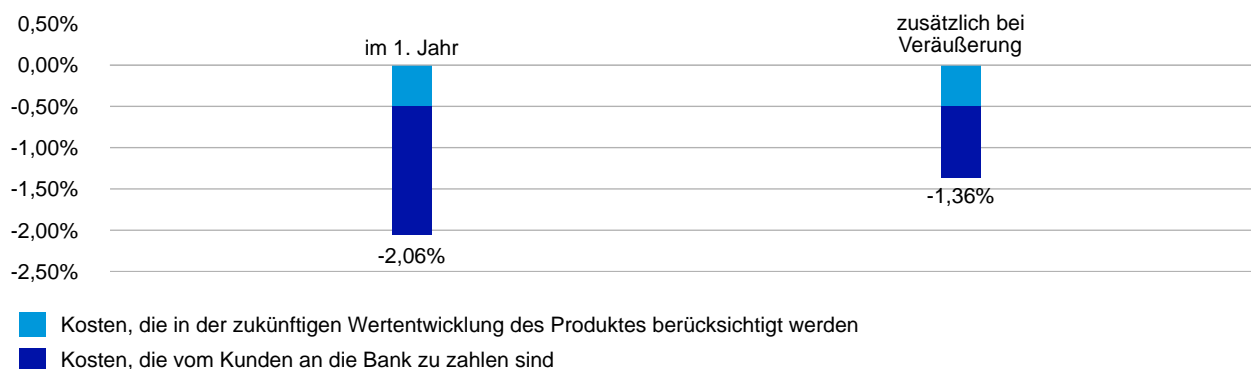 0,50%
0,00%
-0,50%
-1,00%
-1,50%
-2,00%
-2,50%
im 1. Jahr
-2,06%
zusätzlich bei
Veräußerung
-1,36%
Kosten, die in der zukünftigen Wertentwicklung des Produktes berücksichtigt werden
Kosten, die vom Kunden an die Bank zu zahlen sind